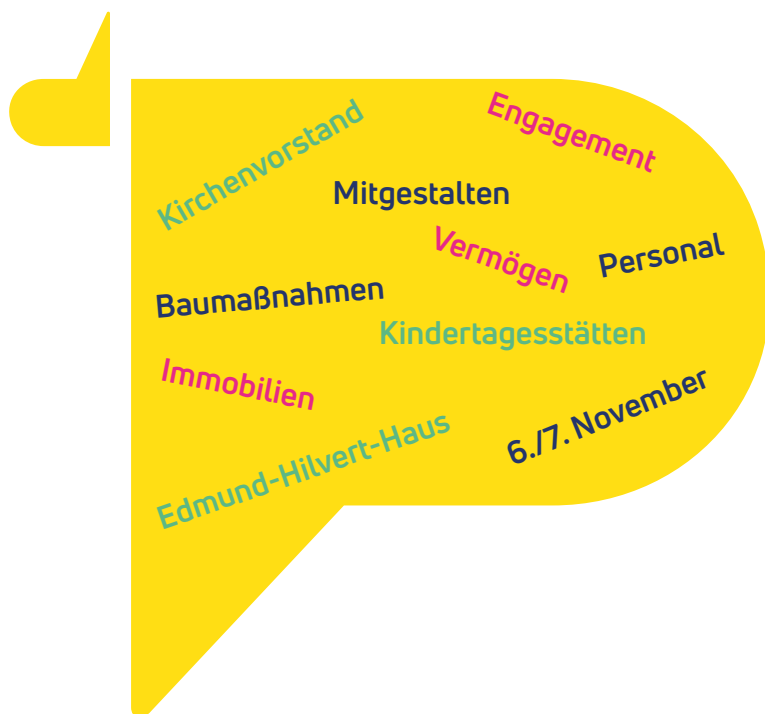 Kirchenvorstand
Engagement
Mitgestalten
Vermögen
Personal
Baumaßnahmen
Kindertagesstätten
Immobilien
6./7. November
Edmund-Hilvert-Haus